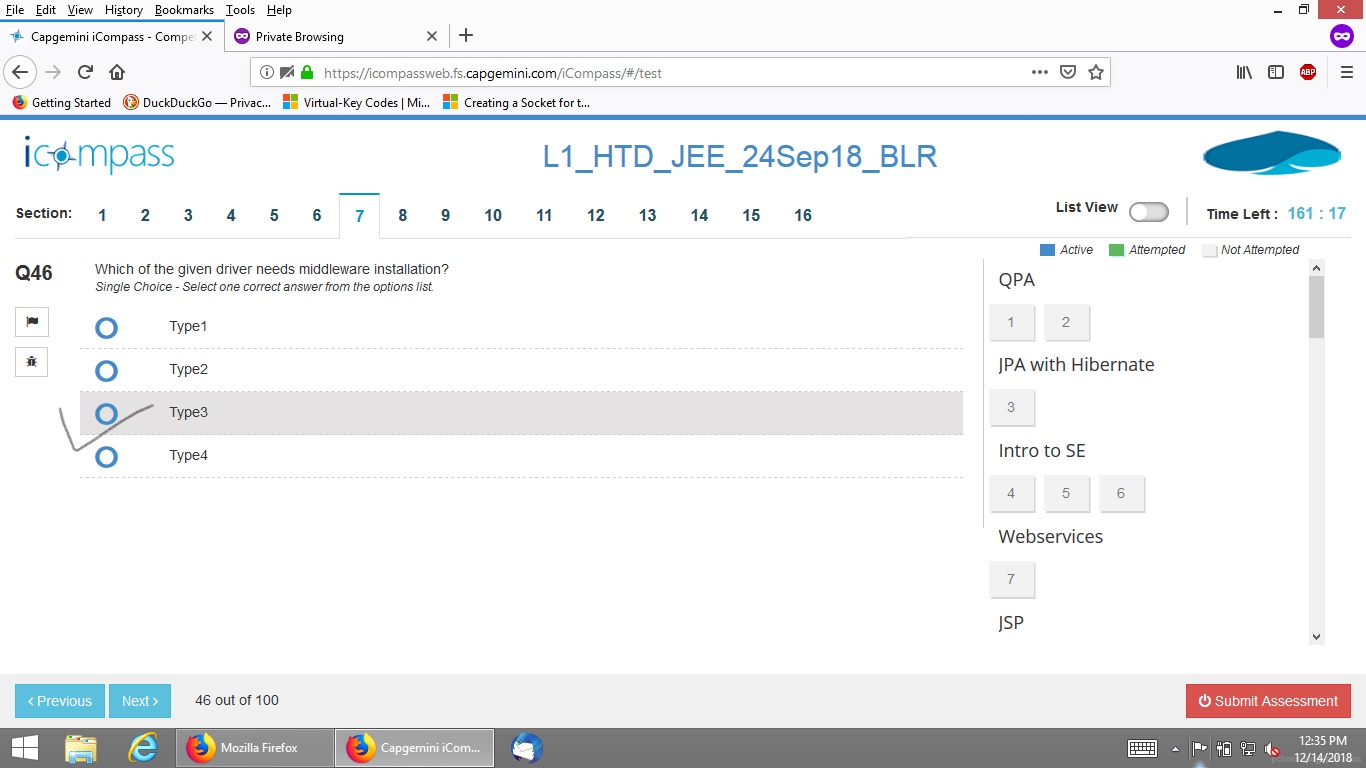 File Edit View History Bookmarks Tools Help
Capgemini iCompass - Compe
Private Browsing
https://icompassweb.fs.capgemini.com/iCompass/#/test
ABP
Getting Started
DuckDuckGo — Privac...
Virtual-Key Codes | Mi...
Creating a Socket for t...
icompass
L1_HTD_JEE_24Sep18_BLR
Section: 1 2 3 4 5 6 7 8 9 10 11 12 13 14 15 16
List View
Time Left : 161 : 17
Active Attempted Not Attempted
Q46
Which of the given driver needs middleware installation?
Single Choice - Select one correct answer from the options list.
Type1
Type2
Type3
Type4
QPA
1 2
JPA with Hibernate
3
Intro to SE
4 5 6
Webservices
7
JSP
‹ Previous
Next ›
46 out of 100
Submit Assessment
Mozilla Firefox
Capgemini iCom...
12:35 PM
12/14/2018